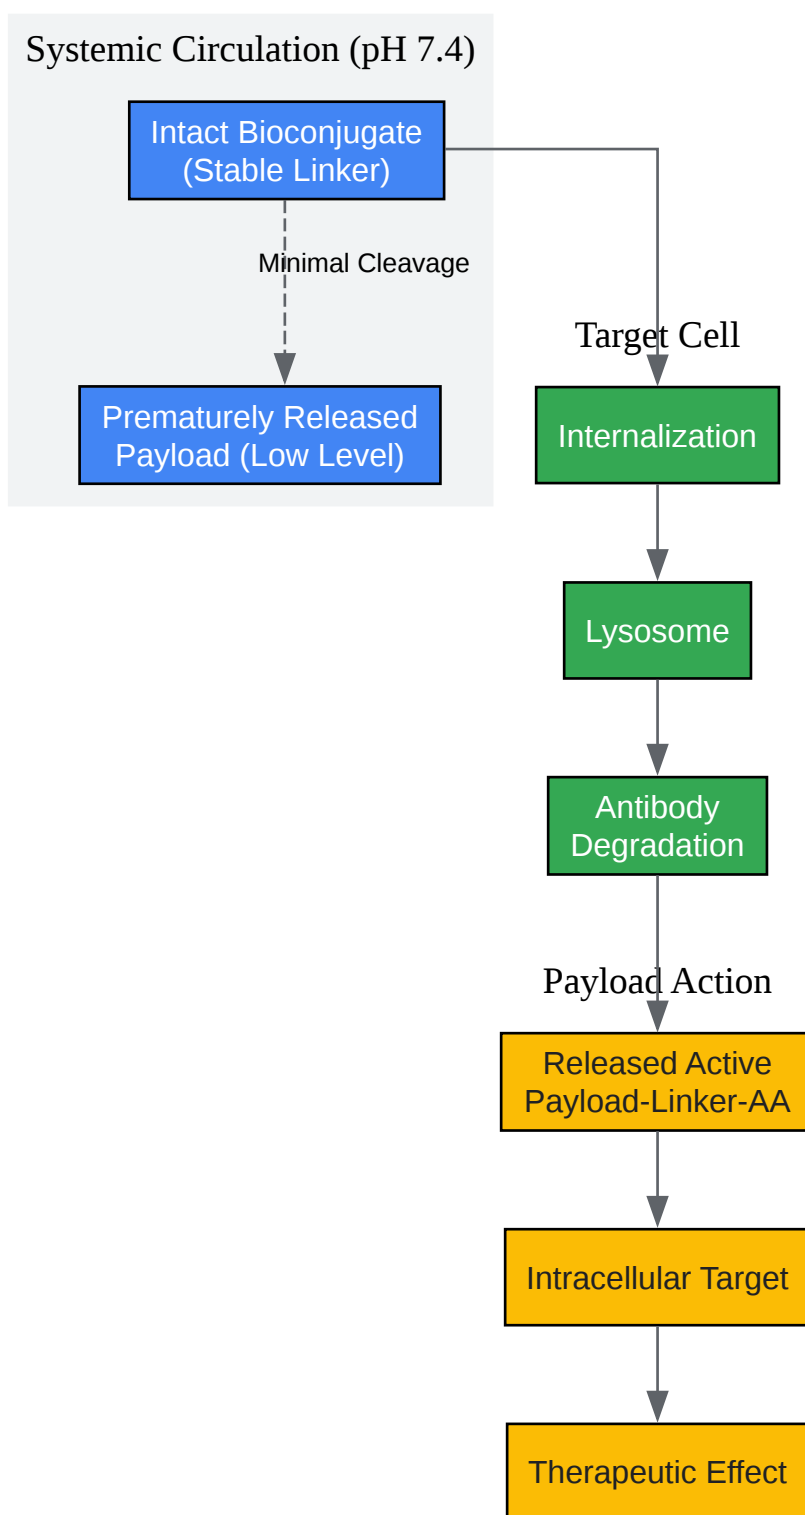 Systemic Circulation (pH 7.4)
Intact Bioconjugate
(Stable Linker)
Minimal Cleavage
Prematurely Released
Payload (Low Level)
Target Cell
Internalization
Lysosome
Antibody
Degradation
Payload Action
Released Active
Payload-Linker-AA
Intracellular Target
Therapeutic Effect